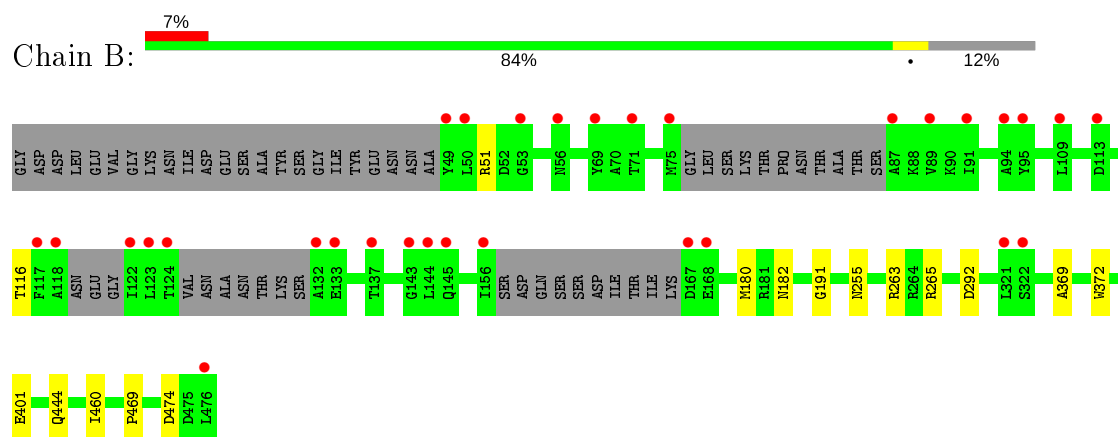 7%
Chain B:
84% • 12%
GLY ASP ASP LEU GLU VAL GLY LYS ASN ILE ASP GLU SER ALA TYR SER GLY ILE TYR GLU ASN ASN ALA Y49 L50 R51 D52 G53 N56 Y69 A70 T71 M75 GLY LEU SER LYS THR PRO ASN THR ALA THR SER A87 K88 V89 K90 I91 A94 Y95 L109 D113
T116 F117 A118 ASN GLU GLY I122 L123 T124 VAL ASN ALA ASN THR LYS SER A132 E133 T137 G143 L144 Q145 I156 SER ASP GLN SER SER ASP ILE THR ILE LYS D167 E168 M180 R181 N182 G191 N255 R263 R264 R265 D292 L321 S322 A369 W372
E401 Q444 I460 P469 D474 D475 L476